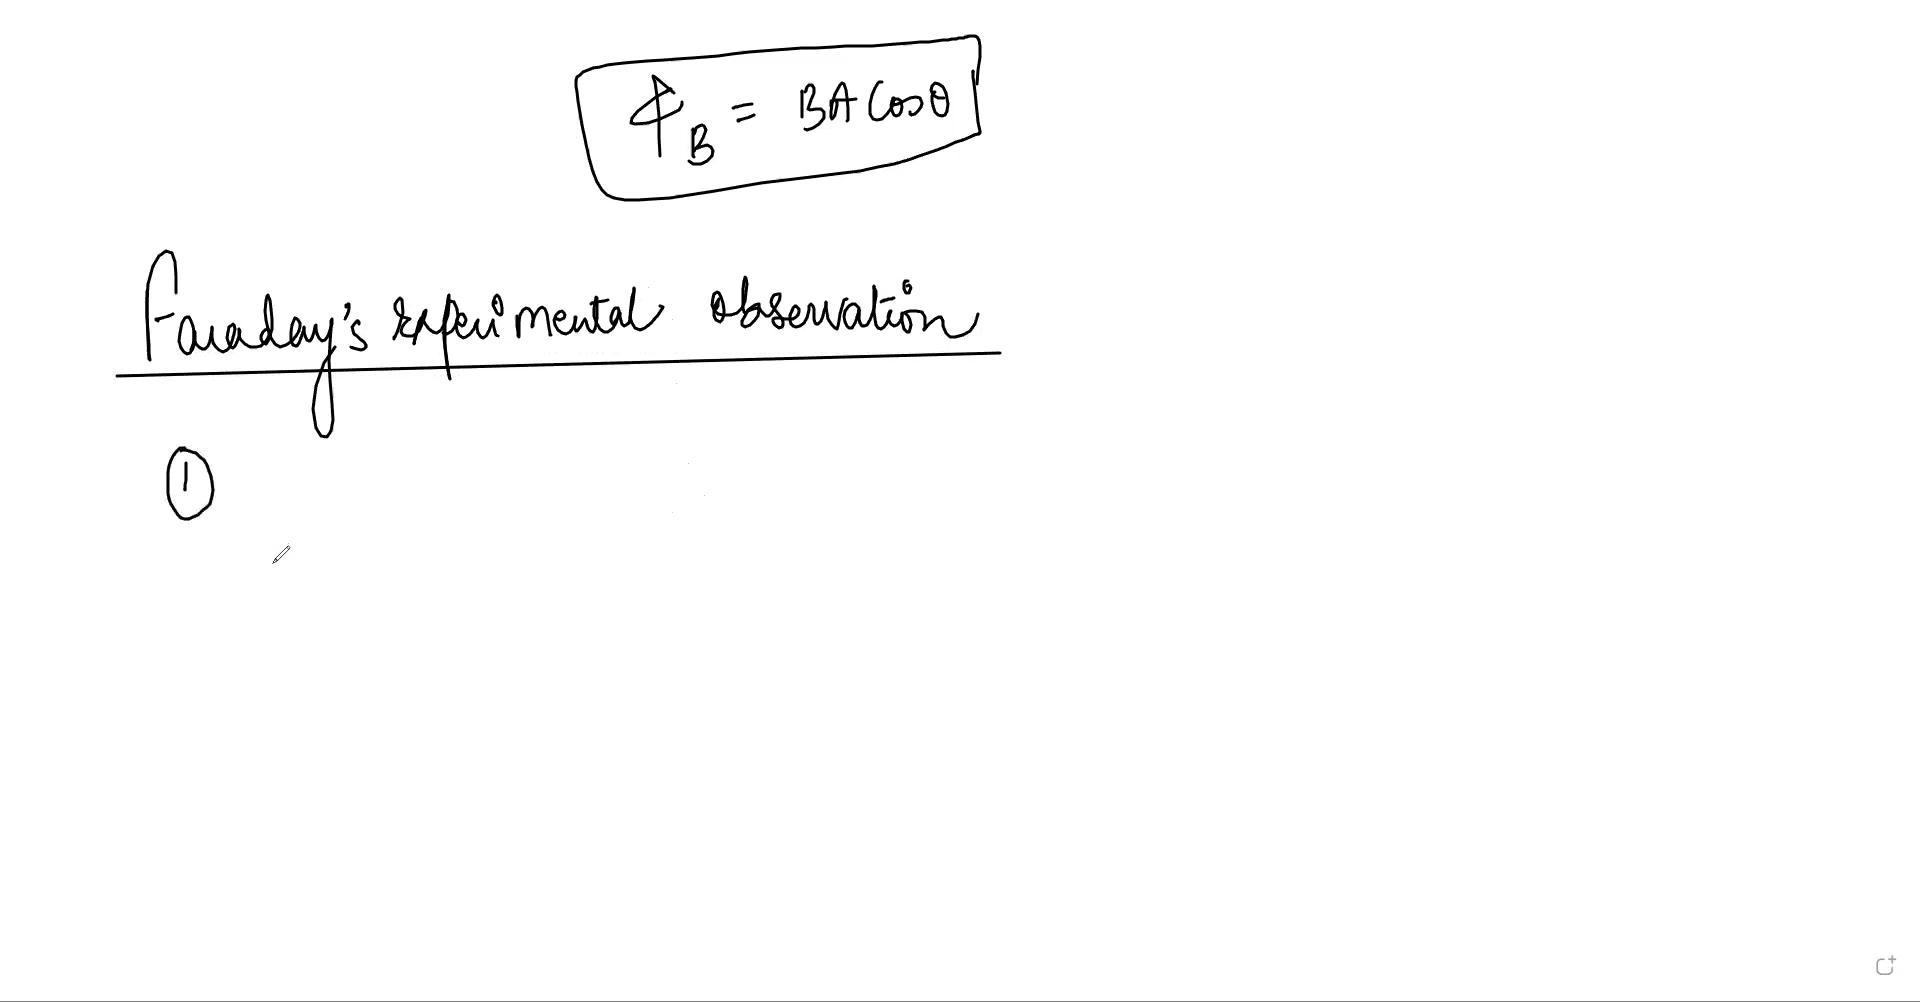 Φ_B = BA Cosθ
Faraday's experimental observation
①